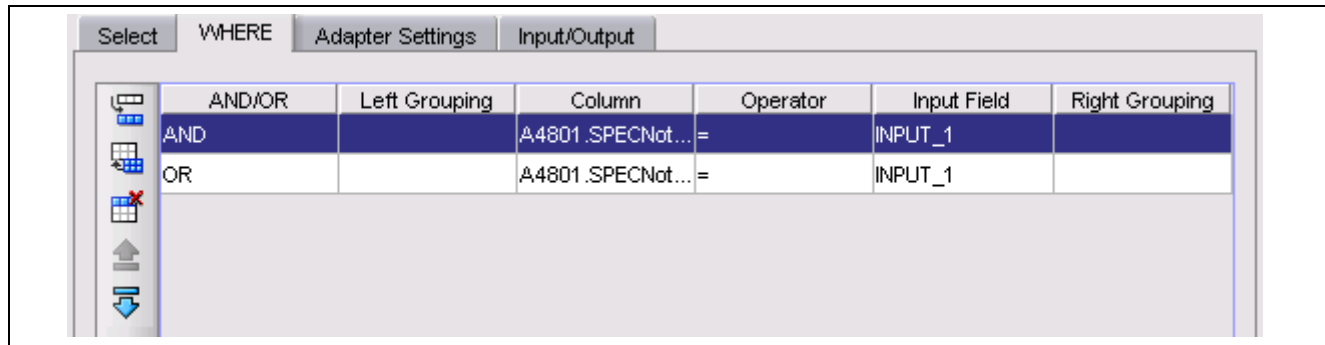 Select WHERE Adapter Settings Input/Output
AND/OR Left Grouping Column Operator Input Field Right Grouping
AND A4801.SPECNot... = INPUT_1
OR A4801.SPECNot... = INPUT_1